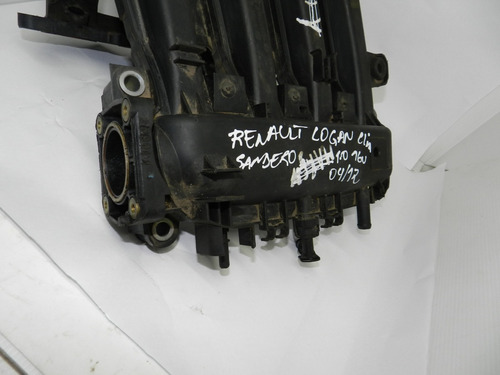 RENAULT LOGAN CLIO
SANDERO 1.0 16V
04/12